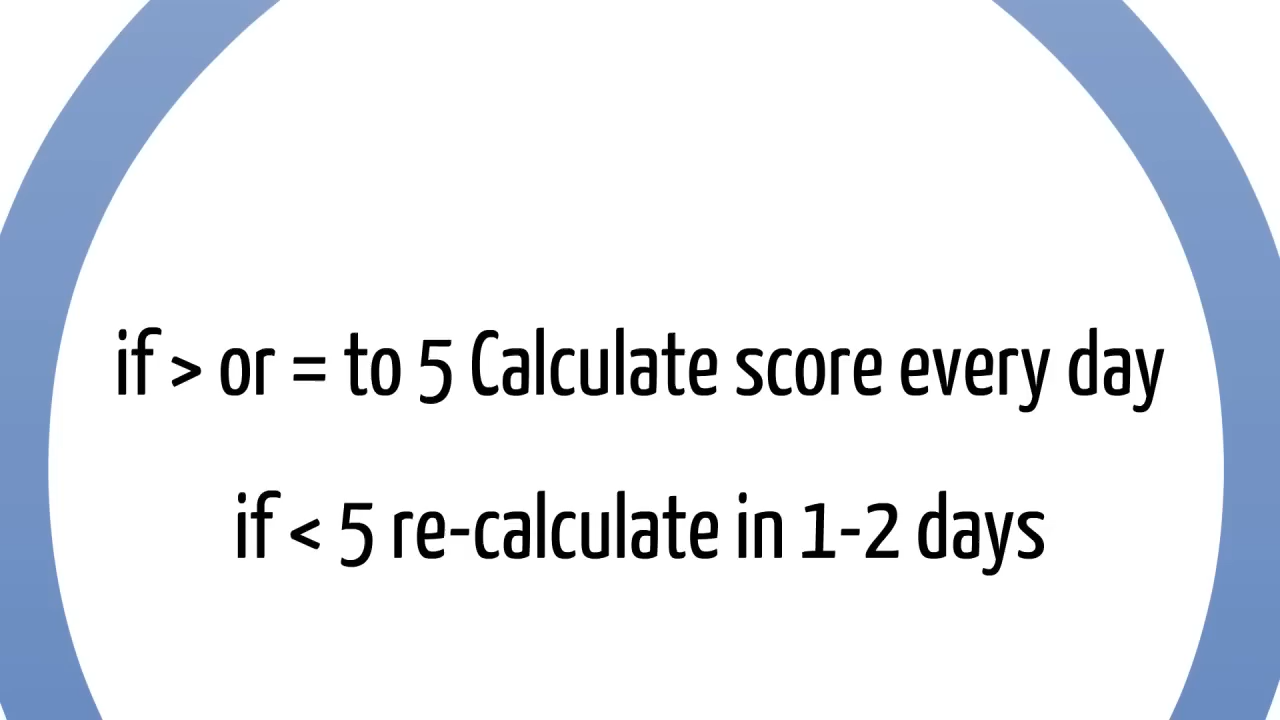 if > or = to 5 Calculate score every day
if < 5 re-calculate in 1-2 days